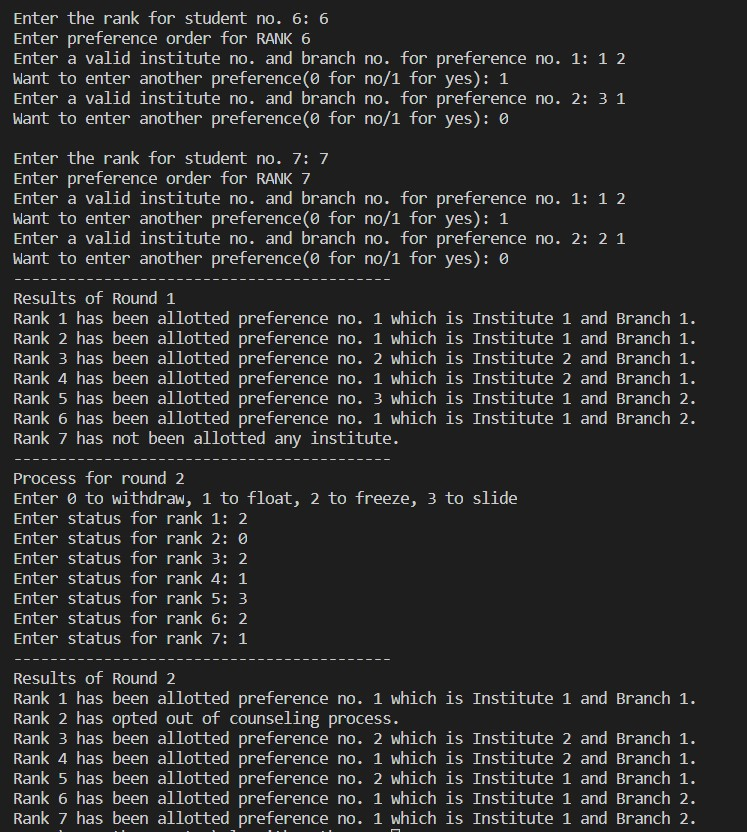 Enter the rank for student no. 6: 6
Enter preference order for RANK 6
Enter a valid institute no. and branch no. for preference no. 1: 1 2
Want to enter another preference(0 for no/1 for yes): 1
Enter a valid institute no. and branch no. for preference no. 2: 3 1
Want to enter another preference(0 for no/1 for yes): 0
Enter the rank for student no. 7: 7
Enter preference order for RANK 7
Enter a valid institute no. and branch no. for preference no. 1: 1 2
Want to enter another preference(0 for no/1 for yes): 1
Enter a valid institute no. and branch no. for preference no. 2: 2 1
Want to enter another preference(0 for no/1 for yes): 0
------------------------------------------
Results of Round 1
Rank 1 has been allotted preference no. 1 which is Institute 1 and Branch 1.
Rank 2 has been allotted preference no. 1 which is Institute 1 and Branch 1.
Rank 3 has been allotted preference no. 2 which is Institute 2 and Branch 1.
Rank 4 has been allotted preference no. 1 which is Institute 2 and Branch 1.
Rank 5 has been allotted preference no. 3 which is Institute 1 and Branch 2.
Rank 6 has been allotted preference no. 1 which is Institute 1 and Branch 2.
Rank 7 has not been allotted any institute.
------------------------------------------
Process for round 2
Enter 0 to withdraw, 1 to float, 2 to freeze, 3 to slide
Enter status for rank 1: 2
Enter status for rank 2: 0
Enter status for rank 3: 2
Enter status for rank 4: 1
Enter status for rank 5: 3
Enter status for rank 6: 2
Enter status for rank 7: 1
------------------------------------------
Results of Round 2
Rank 1 has been allotted preference no. 1 which is Institute 1 and Branch 1.
Rank 2 has opted out of counseling process.
Rank 3 has been allotted preference no. 2 which is Institute 2 and Branch 1.
Rank 4 has been allotted preference no. 1 which is Institute 2 and Branch 1.
Rank 5 has been allotted preference no. 2 which is Institute 1 and Branch 1.
Rank 6 has been allotted preference no. 1 which is Institute 1 and Branch 2.
Rank 7 has been allotted preference no. 1 which is Institute 1 and Branch 2.